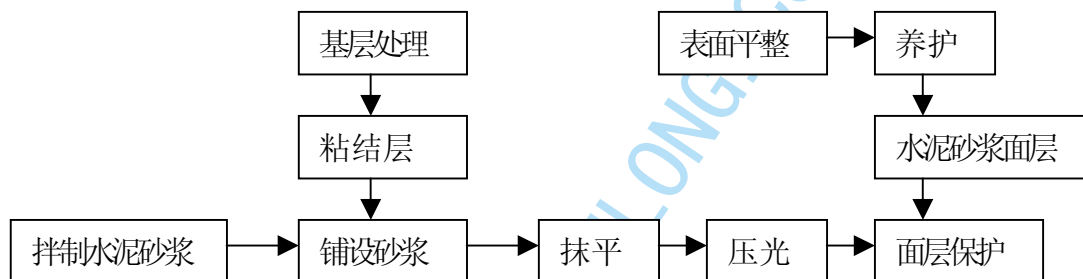 基层处理
表面平整
养护
粘结层
水泥砂浆面层
拌制水泥砂浆
铺设砂浆
抹平
压光
面层保护